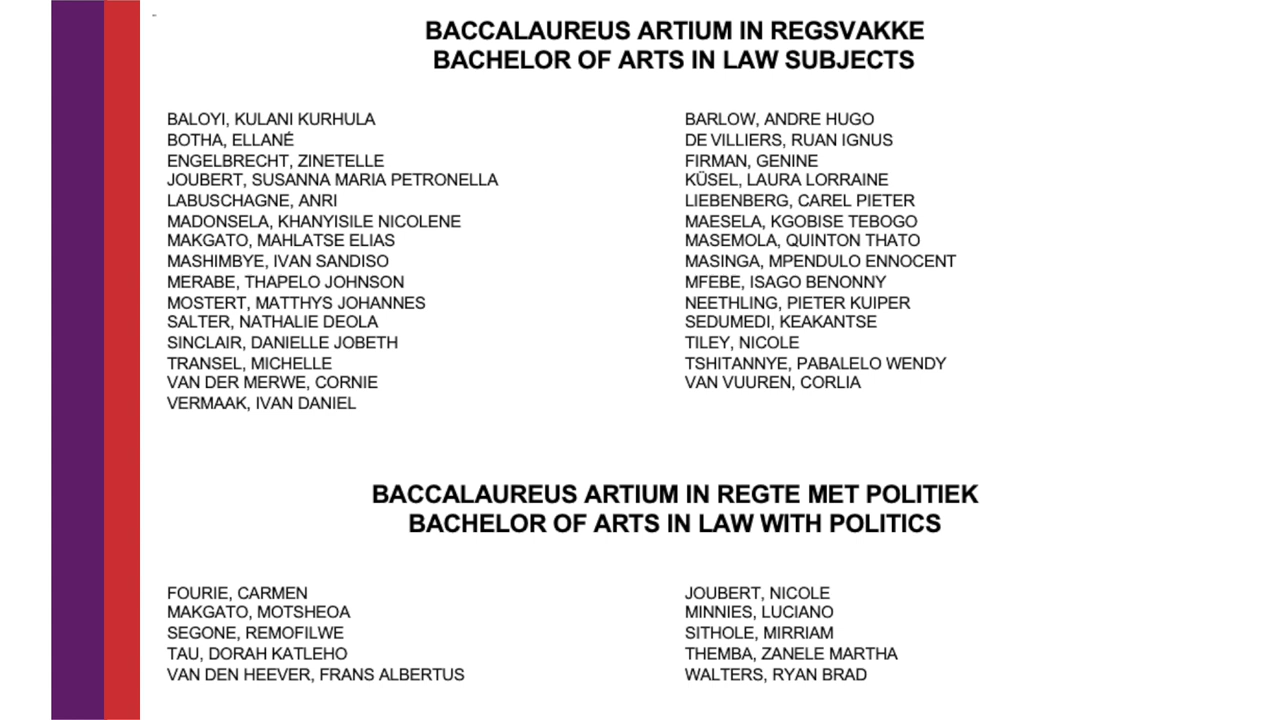 BACCALAUREUS ARTIUM IN REGSVAKKE
BACHELOR OF ARTS IN LAW SUBJECTS
BALOYI, KULANI KURHULA
BARLOW, ANDRE HUGO
BOTHA, ELLANÉ
DE VILLIERS, RUAN IGNUS
ENGELBRECHT, ZINETELLE
FIRMAN, GENINE
JOUBERT, SUSANNA MARIA PETRONELLA
KÜSEL, LAURA LORRAINE
LABUSCHAGNE, ANRI
LIEBENBERG, CAREL PIETER
MADONSELA, KHANYISILE NICOLENE
MAESELA, KGOBISE TEBOGO
MAKGATO, MAHLATSE ELIAS
MASEMOLA, QUINTON THATO
MASHIMBYE, IVAN SANDISO
MASINGA, MPENDULO ENNOCENT
MERABE, THAPELO JOHNSON
MFEBE, ISAGO BENONNY
MOSTERT, MATTHYS JOHANNES
NEETHLING, PIETER KUIPER
SALTER, NATHALIE DEOLA
SEDUMEDI, KEAKANTSE
SINCLAIR, DANIELLE JOBETH
TILEY, NICOLE
TRANSEL, MICHELLE
TSHITANNYE, PABALELO WENDY
VAN DER MERWE, CORNIE
VAN VUUREN, CORLIA
VERMAAK, IVAN DANIEL
BACCALAUREUS ARTIUM IN REGTE MET POLITIEK
BACHELOR OF ARTS IN LAW WITH POLITICS
FOURIE, CARMEN
JOUBERT, NICOLE
MAKGATO, MOTSHEOA
MINNIES, LUCIANO
SEGONE, REMOFILWE
SITHOLE, MIRRIAM
TAU, DORAH KATLEHO
THEMBA, ZANELE MARTHA
VAN DEN HEEVER, FRANS ALBERTUS
WALTERS, RYAN BRAD